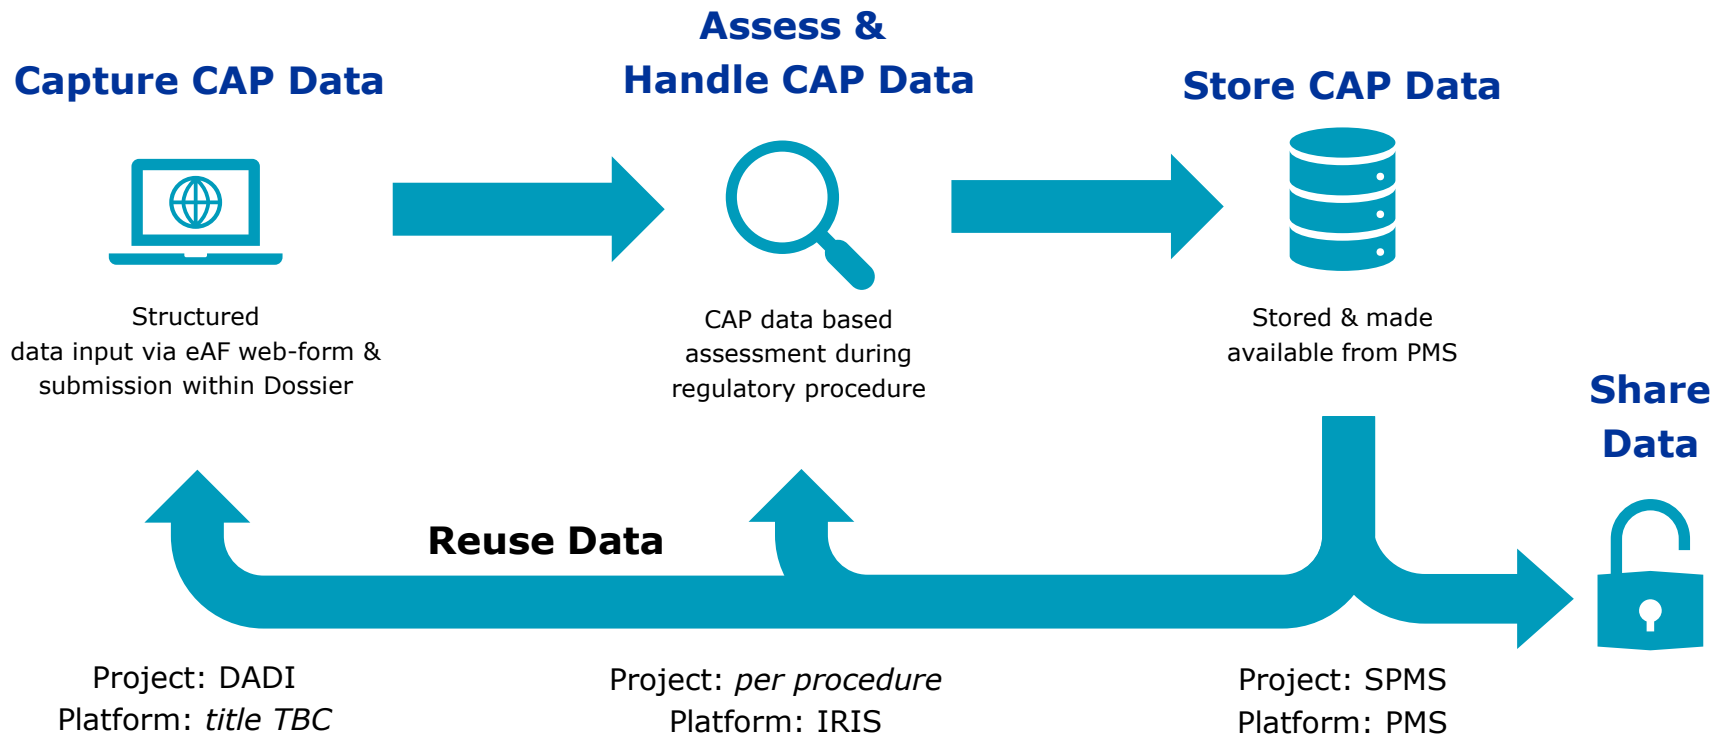 Capture CAP Data
Structured
data input via eAF web-form &
submission within Dossier
Assess &
Handle CAP Data
CAP data based
assessment during
regulatory procedure
Store CAP Data
Stored & made
available from PMS
Share
Data
Reuse Data
Project: DADI
Platform: title TBC
Project: per procedure
Platform: IRIS
Project: SPMS
Platform: PMS